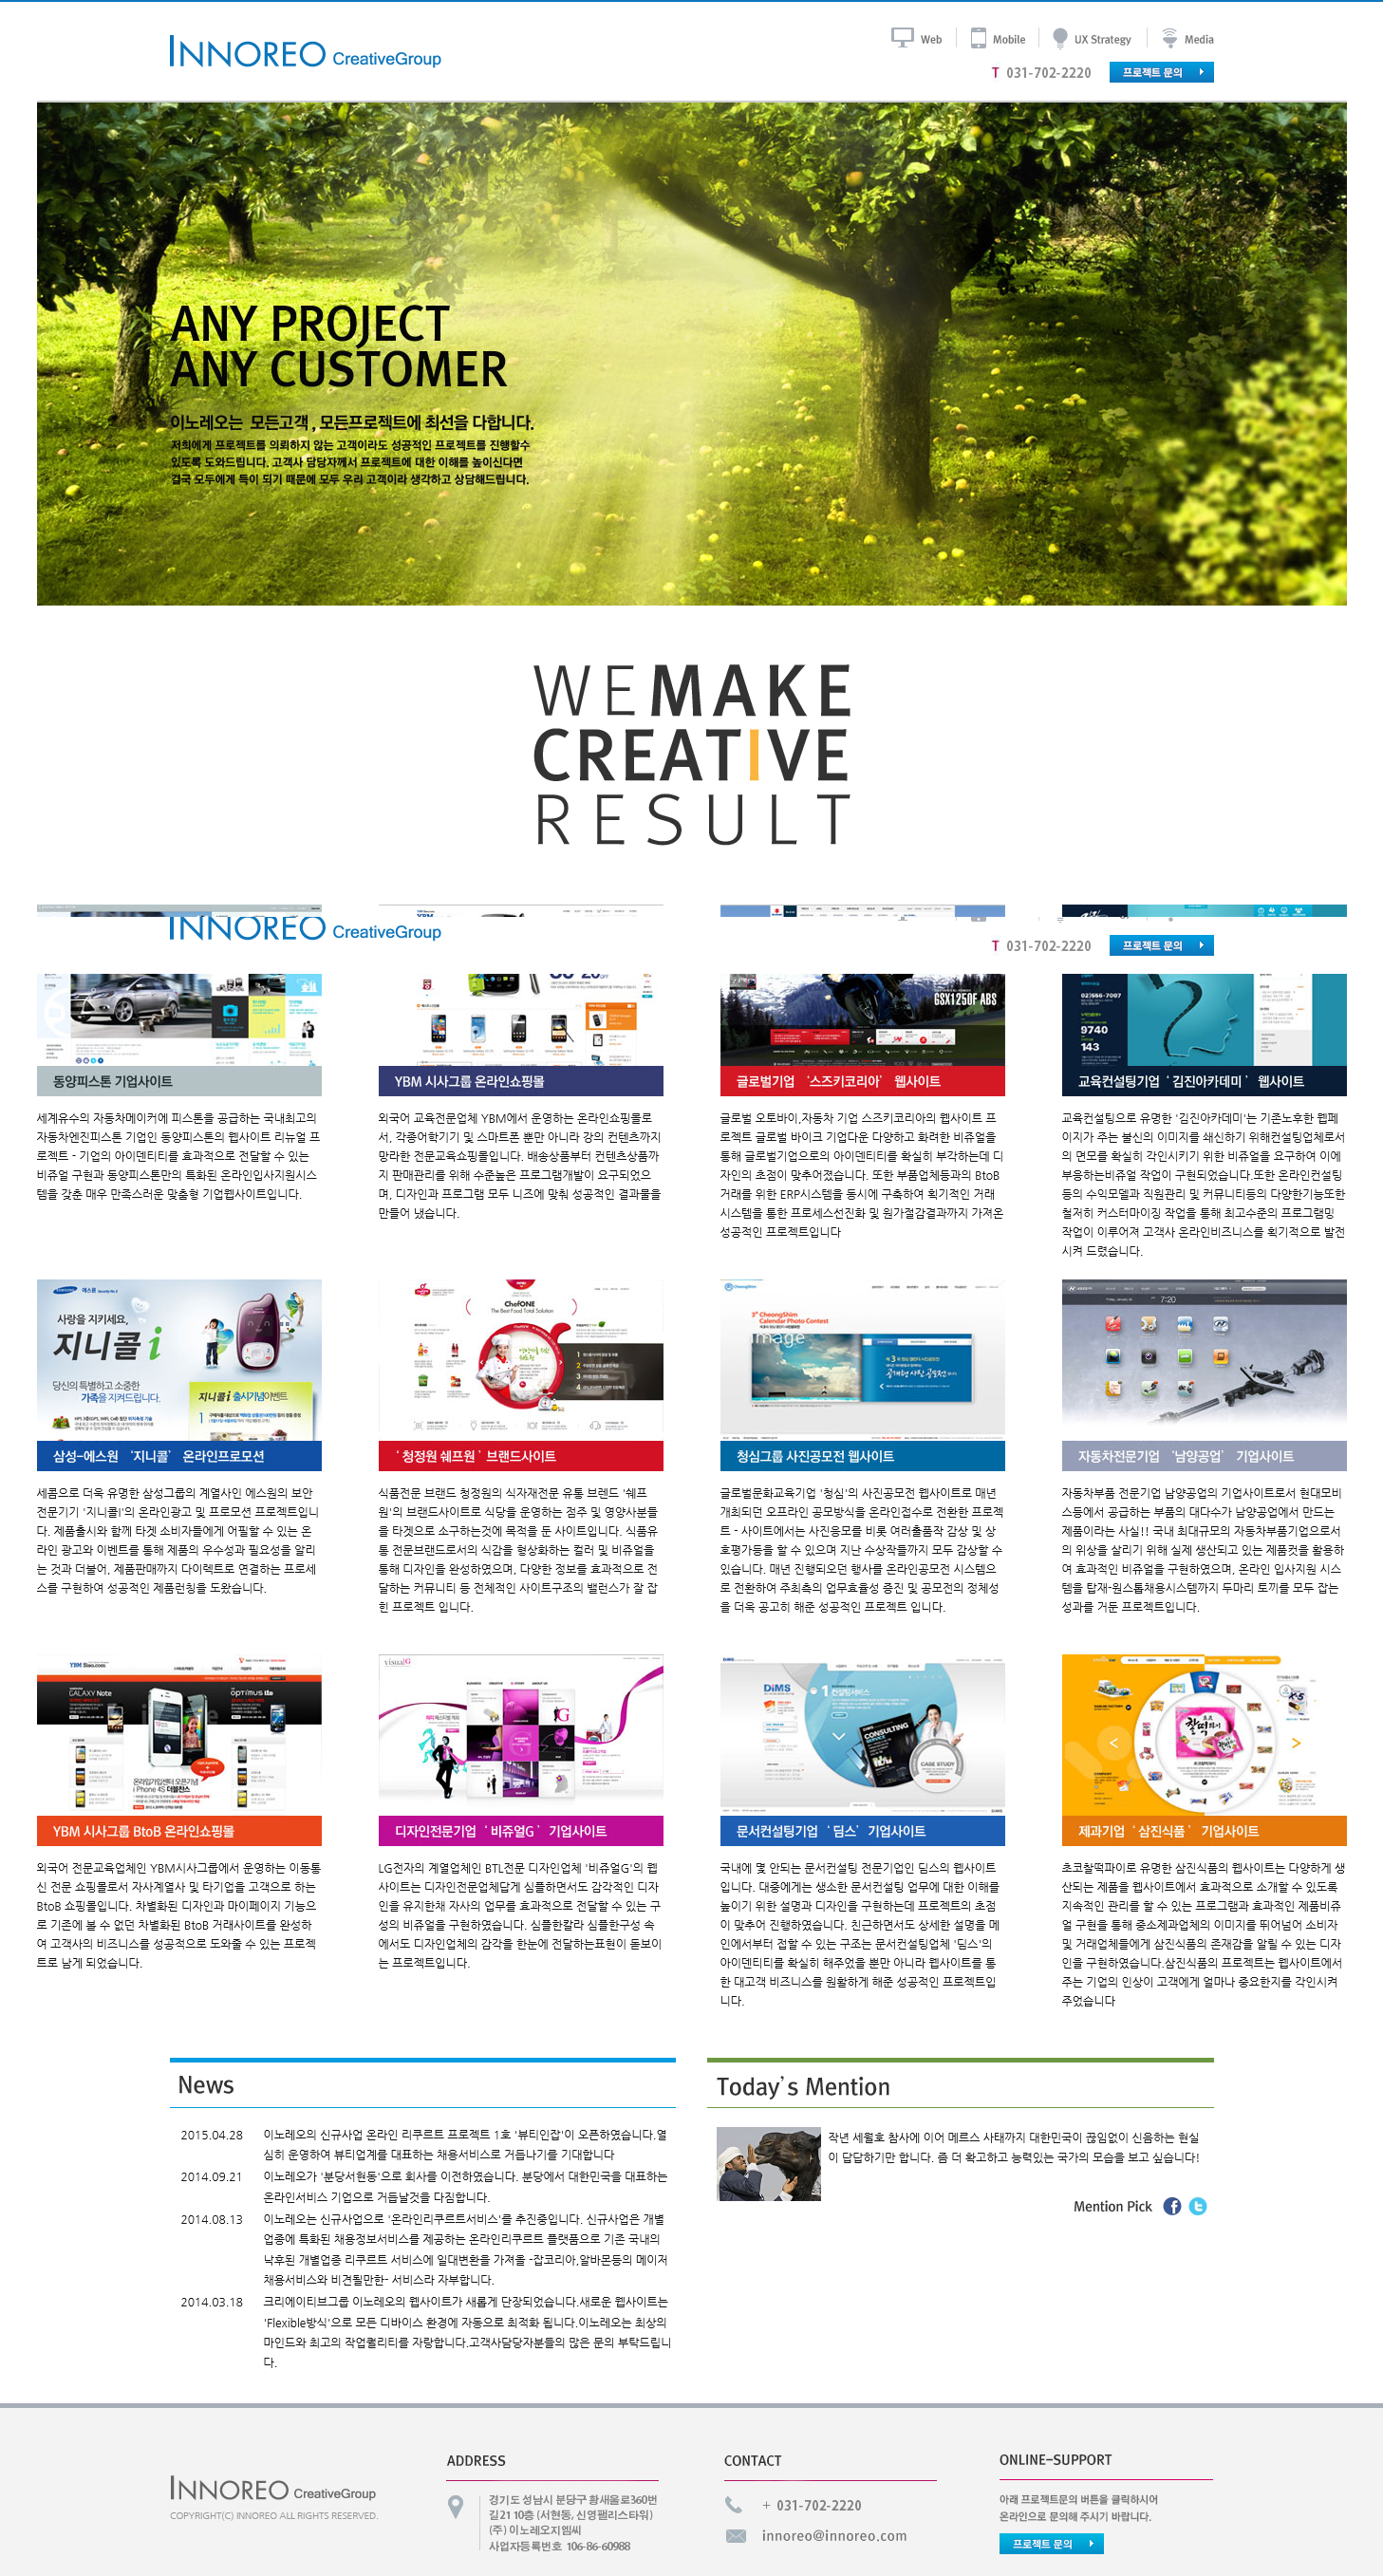 INNOREO CreativeGroup
Web
Mobile
UX Strategy
Media
T 031-702-2220
프로젝트 문의
ANY PROJECT
ANY CUSTOMER
이노레오는 모든고객 , 모든프로젝트에 최선을 다합니다.
저희에게 프로젝트를 의뢰하지 않는 고객이라도 성공적인 프로젝트를 진행할수
있도록 도와드립니다. 고객사 담당자께서 프로젝트에 대한 이해를 높이신다면
결국 모두에게 득이 되기 때문에 모두 우리 고객이라 생각하고 상담해드립니다.
WE MAKE
CREATIVE
RESULT
INNOREO CreativeGroup
T 031-702-2220
프로젝트 문의
동양피스톤 기업사이트
세계유수의 자동차메이커에 피스톤을 공급하는 국내최고의
자동차엔진피스톤 기업인 동양피스톤의 웹사이트 리뉴얼 프
로젝트 - 기업의 아이덴티티를 효과적으로 전달할 수 있는
비쥬얼 구현과 동양피스톤만의 특화된 온라인입사지원시스
템을 갖춘 매우 만족스러운 맞춤형 기업웹사이트입니다.
YBM 시사그룹 온라인쇼핑몰
외국어 교육전문업체 YBM에서 운영하는 온라인쇼핑몰로
서, 각종어학기기 및 스마트폰 뿐만 아니라 강의 컨텐츠까지
망라한 전문교육쇼핑몰입니다. 배송상품부터 컨텐츠상품까
지 판매관리를 위해 수준높은 프로그램개발이 요구되었으
며, 디자인과 프로그램 모두 니즈에 맞춰 성공적인 결과물을
만들어 냈습니다.
GSX1250F ABS
글로벌기업 '스즈키코리아' 웹사이트
글로벌 오토바이,자동차 기업 스즈키코리아의 웹사이트 프
로젝트 글로벌 바이크 기업다운 다양하고 화려한 비쥬얼을
통해 글로벌기업으로의 아이덴티티를 확실히 부각하는데 디
자인의 초점이 맞추어졌습니다. 또한 부품업체등과의 BtoB
거래를 위한 ERP시스템을 동시에 구축하여 획기적인 거래
시스템을 통한 프로세스선진화 및 원가절감결과까지 가져온
성공적인 프로젝트입니다
02)556-7007
9740
143
교육컨설팅기업 ' 김진아카데미 ' 웹사이트
교육컨설팅으로 유명한 '김진아카데미'는 기존노후한 웹페
이지가 주는 불신의 이미지를 쇄신하기 위해컨설팅업체로서
의 면모를 확실히 각인시키기 위한 비쥬얼을 요구하여 이에
부응하는비쥬얼 작업이 구현되었습니다.또한 온라인컨설팅
등의 수익모델과 직원관리 및 커뮤니티등의 다양한기능또한
철저히 커스터마이징 작업을 통해 최고수준의 프로그램밍
작업이 이루어져 고객사 온라인비즈니스를 획기적으로 발전
시켜 드렸습니다.
사랑을 지키세요,
지니콜 i
당신의 특별하고 소중한
가족을 지켜드립니다.
지니콜 i 출시기념이벤트
삼성-에스원 '지니콜' 온라인프로모션
세콤으로 더욱 유명한 삼성그룹의 계열사인 에스원의 보안
전문기기 '지니콜I'의 온라인광고 및 프로모션 프로젝트입니
다. 제품출시와 함께 타겟 소비자들에게 어필할 수 있는 온
라인 광고와 이벤트를 통해 제품의 우수성과 필요성을 알리
는 것과 더불어, 제품판매까지 다이렉트로 연결하는 프로세
스를 구현하여 성공적인 제품런칭을 도왔습니다.
ChefONE
The Best Food Total Solution
' 청정원 쉐프원 ' 브랜드사이트
식품전문 브랜드 청정원의 식자재전문 유통 브렌드 '쉐프
원'의 브랜드사이트로 식당을 운영하는 점주 및 영양사분들
을 타겟으로 소구하는것에 목적을 둔 사이트입니다. 식품유
통 전문브랜드로서의 식감을 형상화하는 컬러 및 비쥬얼을
통해 디자인을 완성하였으며, 다양한 정보를 효과적으로 전
달하는 커뮤니티 등 전체적인 사이트구조의 밸런스가 잘 잡
힌 프로젝트 입니다.
CheongShim
3rd CheongShim
Calendar Photo Contest
image
청심그룹 사진공모전 웹사이트
글로벌문화교육기업 '청심'의 사진공모전 웹사이트로 매년
개최되던 오프라인 공모방식을 온라인접수로 전환한 프로젝
트 - 사이트에서는 사진응모를 비롯 여러출품작 감상 및 상
호평가등을 할 수 있으며 지난 수상작들까지 모두 감상할 수
있습니다. 매년 진행되오던 행사를 온라인공모전 시스템으
로 전환하여 주최측의 업무효율성 증진 및 공모전의 정체성
을 더욱 공고히 해준 성공적인 프로젝트 입니다.
7:20
자동차전문기업 '남양공업' 기업사이트
자동차부품 전문기업 남양공업의 기업사이트로서 현대모비
스등에서 공급하는 부품의 대다수가 남양공업에서 만드는
제품이라는 사실!! 국내 최대규모의 자동차부품기업으로서
의 위상을 살리기 위해 실제 생산되고 있는 제품컷을 활용하
여 효과적인 비쥬얼을 구현하였으며, 온라인 입사지원 시스
템을 탑재-원스톱채용시스템까지 두마리 토끼를 모두 잡는
성과를 거둔 프로젝트입니다.
YBM Sisa.com
GALAXY Note
OPTIMUS
온라인가입센터 오픈기념
iPhone 4S 더블찬스
YBM 시사그룹 BtoB 온라인쇼핑몰
외국어 전문교육업체인 YBM시사그룹에서 운영하는 이동통
신 전문 쇼핑몰로서 자사계열사 및 타기업을 고객으로 하는
BtoB 쇼핑몰입니다. 차별화된 디자인과 마이페이지 기능으
로 기존에 볼 수 없던 차별화된 BtoB 거래사이트를 완성하
여 고객사의 비즈니스를 성공적으로 도와줄 수 있는 프로젝
트로 남게 되었습니다.
visualG
디자인전문기업 ' 비쥬얼G ' 기업사이트
LG전자의 계열업체인 BTL전문 디자인업체 '비쥬얼G'의 웹
사이트는 디자인전문업체답게 심플하면서도 감각적인 디자
인을 유지한채 자사의 업무를 효과적으로 전달할 수 있는 구
성의 비쥬얼을 구현하였습니다. 심플한칼라 심플한구성 속
에서도 디자인업체의 감각을 한눈에 전달하는표현이 돋보이
는 프로젝트입니다.
DiMS
CONSULTING
CASE STUDY
문서컨설팅기업 ' 딤스' 기업사이트
국내에 몇 안되는 문서컨설팅 전문기업인 딤스의 웹사이트
입니다. 대중에게는 생소한 문서컨설팅 업무에 대한 이해를
높이기 위한 설명과 디자인을 구현하는데 프로젝트의 초점
이 맞추어 진행하였습니다. 친근하면서도 상세한 설명을 메
인에서부터 접할 수 있는 구조는 문서컨설팅업체 '딤스'의
아이덴티티를 확실히 해주었을 뿐만 아니라 웹사이트를 통
한 대고객 비즈니스를 원활하게 해준 성공적인 프로젝트입
니다.
찰떡파이
제과기업 ' 삼진식품 ' 기업사이트
초코찰떡파이로 유명한 삼진식품의 웹사이트는 다양하게 생
산되는 제품을 웹사이트에서 효과적으로 소개할 수 있도록
지속적인 관리를 할 수 있는 프로그램과 효과적인 제품비쥬
얼 구현을 통해 중소제과업체의 이미지를 뛰어넘어 소비자
및 거래업체들에게 삼진식품의 존재감을 알릴 수 있는 디자
인을 구현하였습니다.삼진식품의 프로젝트는 웹사이트에서
주는 기업의 인상이 고객에게 얼마나 중요한지를 각인시켜
주었습니다
News
2015.04.28 이노레오의 신규사업 온라인 리쿠르트 프로젝트 1호 '뷰티인잡'이 오픈하였습니다.열
심히 운영하여 뷰티업계를 대표하는 채용서비스로 거듭나기를 기대합니다
2014.09.21 이노레오가 '분당서현동'으로 회사를 이전하였습니다. 분당에서 대한민국을 대표하는
온라인서비스 기업으로 거듭날것을 다짐합니다.
2014.08.13 이노레오는 신규사업으로 '온라인리쿠르트서비스'를 추진중입니다. 신규사업은 개별
업종에 특화된 채용정보서비스를 제공하는 온라인리쿠르트 플랫폼으로 기존 국내의
낙후된 개별업종 리쿠르트 서비스에 일대변환을 가져올 -잡코리아,알바몬등의 메이저
채용서비스와 비견될만한- 서비스라 자부합니다.
2014.03.18 크리에이티브그룹 이노레오의 웹사이트가 새롭게 단장되었습니다.새로운 웹사이트는
'Flexible방식'으로 모든 디바이스 환경에 자동으로 최적화 됩니다.이노레오는 최상의
마인드와 최고의 작업퀄리티를 자랑합니다.고객사담당자분들의 많은 문의 부탁드립니
다.
Today's Mention
작년 세월호 참사에 이어 메르스 사태까지 대한민국이 끊임없이 신음하는 현실
이 답답하기만 합니다. 좀 더 확고하고 능력있는 국가의 모습을 보고 싶습니다!
Mention Pick
INNOREO CreativeGroup
COPYRIGHT(C) INNOREO ALL RIGHTS RESERVED.
ADDRESS
경기도 성남시 분당구 황새울로360번
길21 10층 (서현동, 신영팰리스타워)
(주) 이노레오지엠씨
사업자등록번호 106-86-60988
CONTACT
+ 031-702-2220
innoreo@innoreo.com
ONLINE-SUPPORT
아래 프로젝트문의 버튼을 클릭하시어
온라인으로 문의해 주시기 바랍니다.
프로젝트 문의